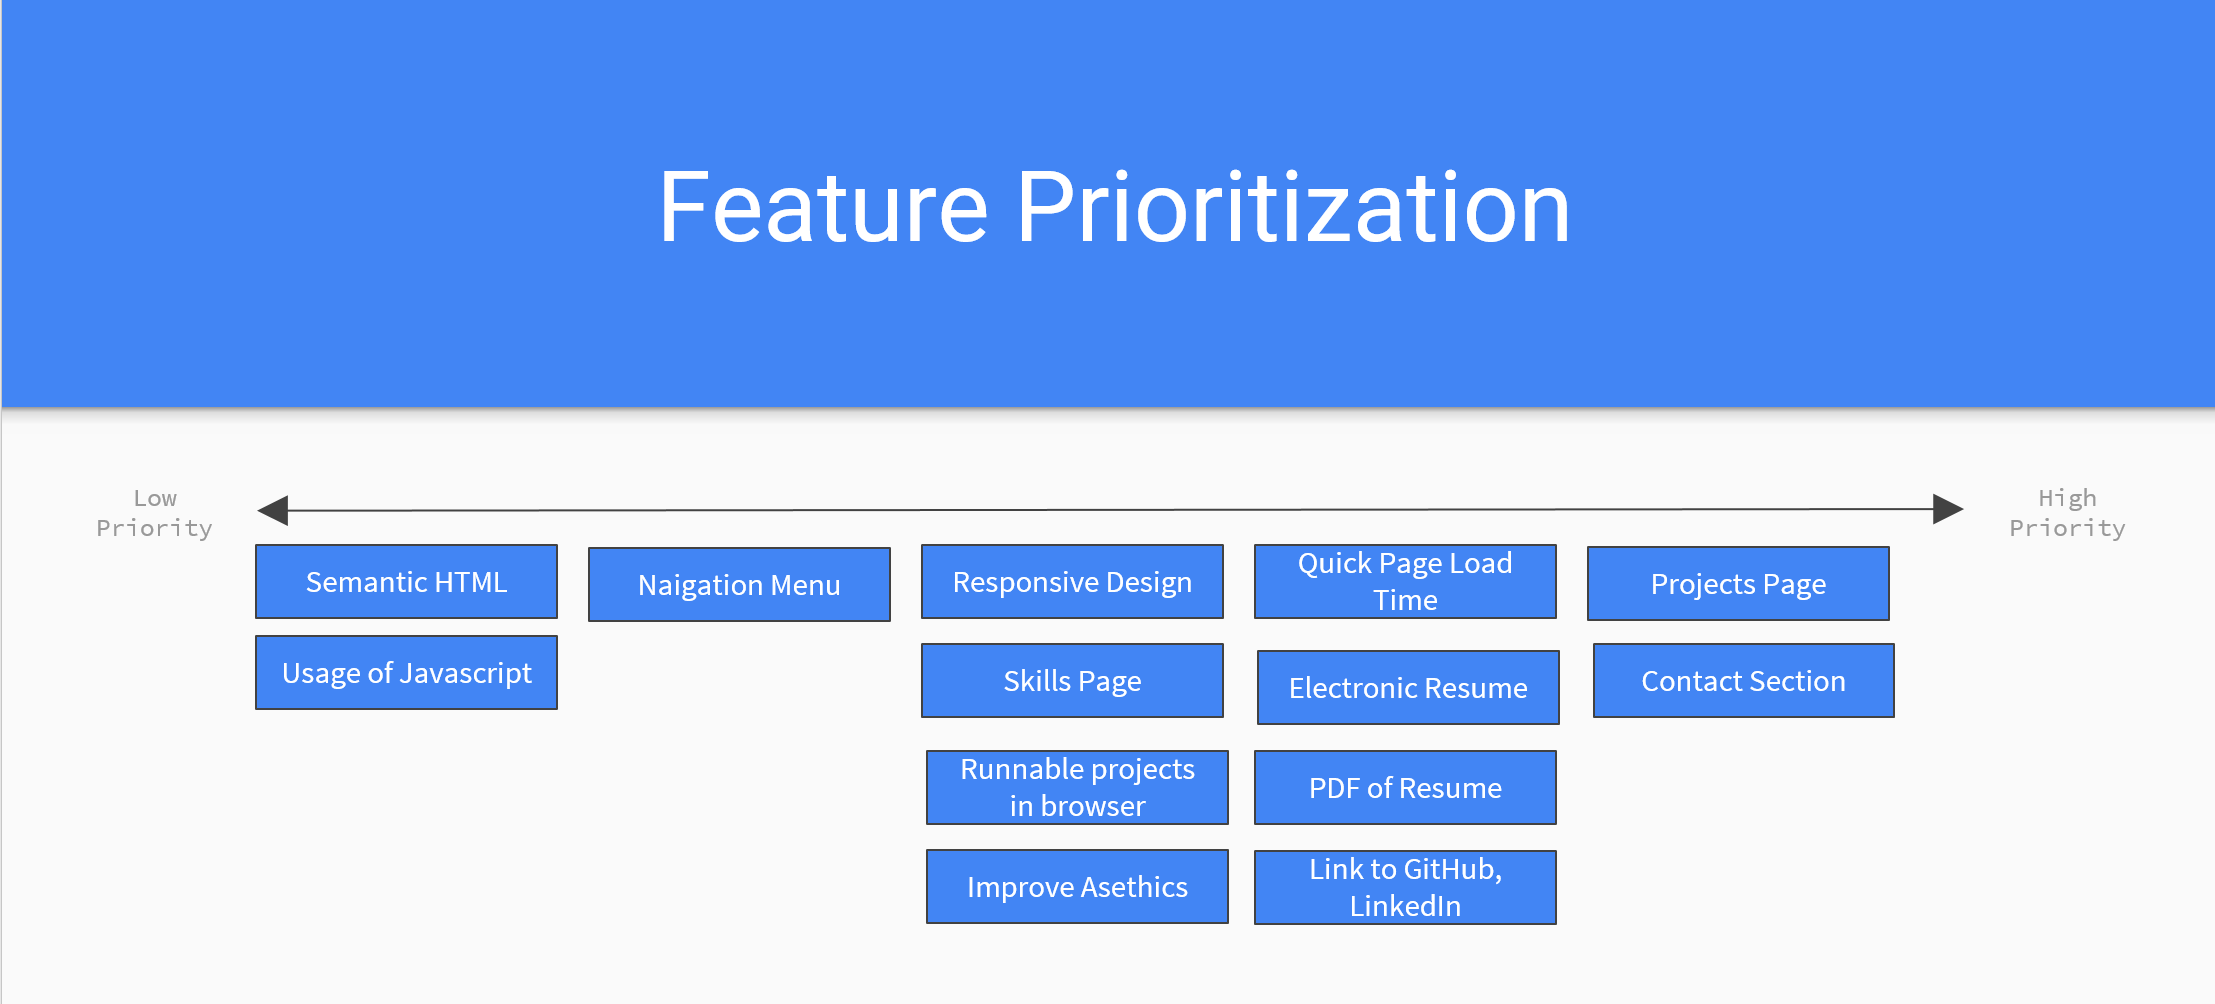 Feature Prioritization
Low
Priority
High
Priority
Semantic HTML
Naigation Menu
Responsive Design
Quick Page Load
Time
Projects Page
Usage of Javascript
Skills Page
Electronic Resume
Contact Section
Runnable projects
in browser
PDF of Resume
Improve Asethics
Link to GitHub,
LinkedIn